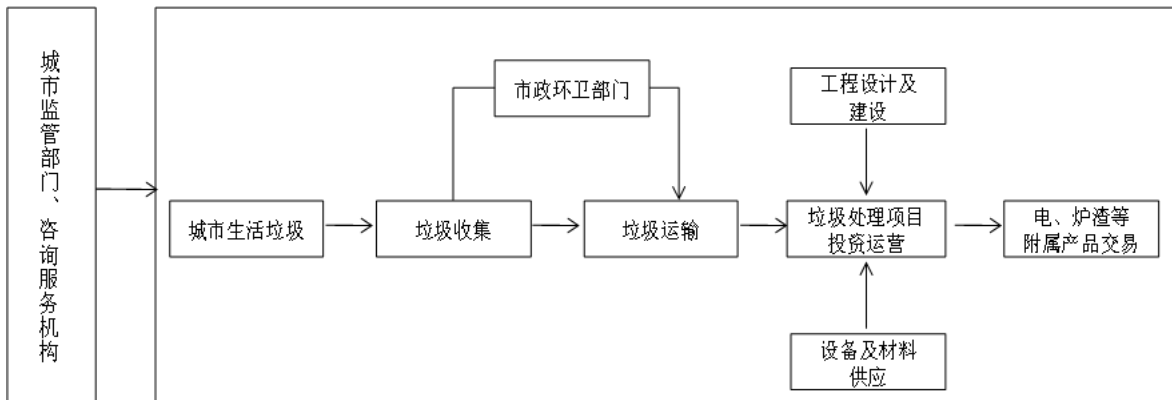 城市监管部门、咨询服务机构
市政环卫部门
工程设计及
建设
城市生活垃圾
垃圾收集
垃圾运输
垃圾处理项目
投资运营
电、炉渣等
附属产品交易
设备及材料
供应